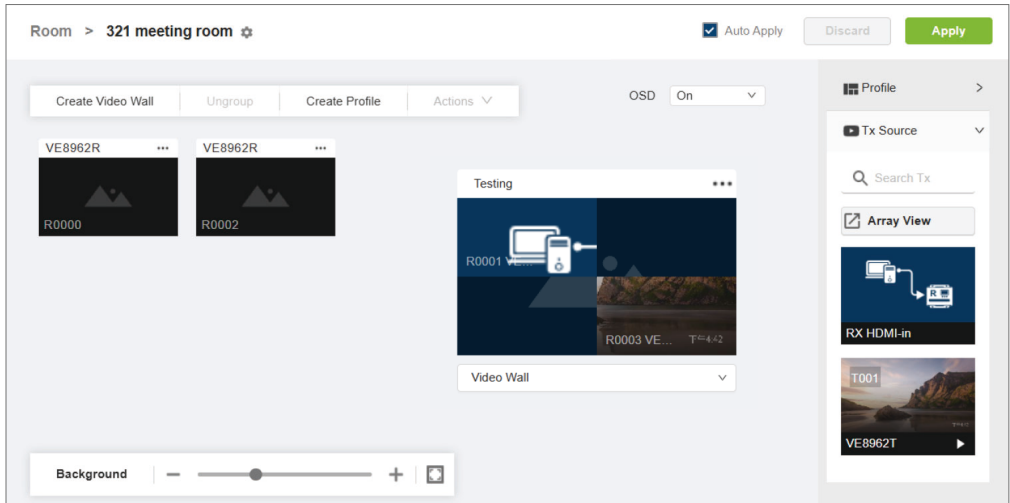 Room > 321 meeting room
Auto Apply
Discard
Apply
Create Video Wall
Ungroup
Create Profile
Actions
OSD
On
Profile
Tx Source
Search Tx
Array View
VE8962R ...
VE8962R ...
R0000
R0002
Testing ...
R0001 VE...
R0003 VE...
Video Wall
R
RX HDMI-in
T001
VE8962T
Background